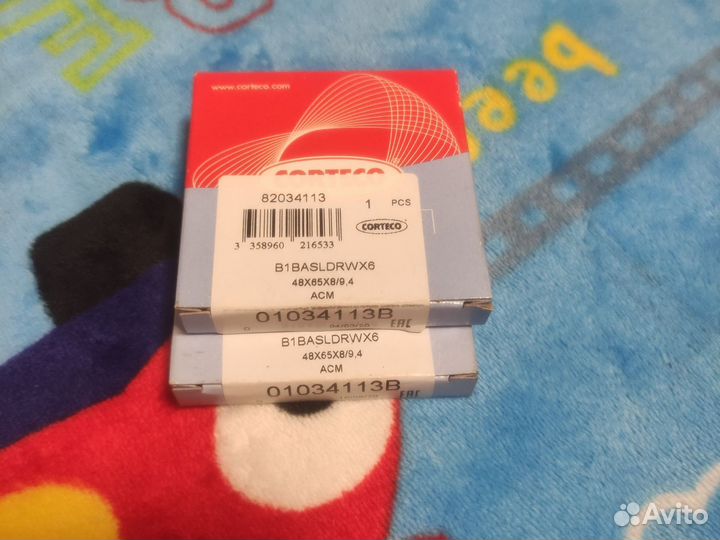 www.corteco.com
CORTECO
82034113
1 PCS
3 358960 216533
CORTECO
B1BASLDRWX6
48X65X8/9,4
ACM
01034113B
EAC
B1BASLDRWX6
48X65X8/9,4
ACM
01034113B
EAC
Avito